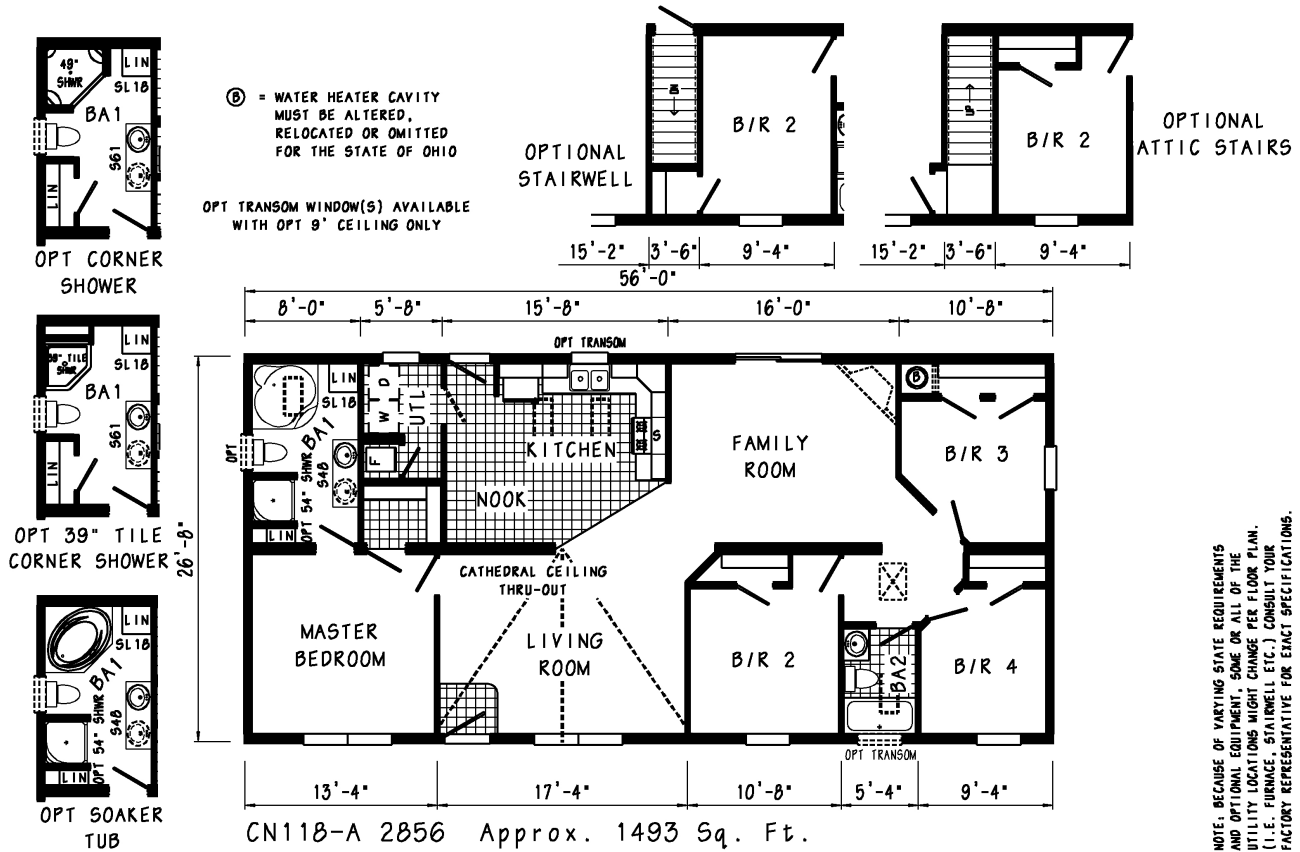 49"
SHWR
LIN
SL18
BA1
S61
LIN
OPT CORNER
SHOWER
Ⓑ = WATER HEATER CAVITY
MUST BE ALTERED,
RELOCATED OR OMITTED
FOR THE STATE OF OHIO
OPT TRANSOM WINDOW(S) AVAILABLE
WITH OPT 9' CEILING ONLY
OPTIONAL
STAIRWELL
DN
B/R 2
15'-2" 3'-6" 9'-4"
UP
B/R 2
OPTIONAL
ATTIC STAIRS
15'-2" 3'-6" 9'-4"
39" TILE
SHWR
LIN
SL18
BA1
S61
LIN
OPT 39" TILE
CORNER SHOWER
LIN
SL18
BA1
OPT 54" SHWR
S48
LIN
OPT SOAKER
TUB
56'-0"
8'-0" 5'-8" 15'-8" 16'-0" 10'-8"
26'-8"
OPT TRANSOM
LIN
SL18
BA1
OPT
OPT 54" SHWR
S48
LIN
D
W
UTL
F
KITCHEN
S
NOOK
FAMILY
ROOM
B
B/R 3
CATHEDRAL CEILING
THRU-OUT
MASTER
BEDROOM
LIVING
ROOM
B/R 2
BA2
B/R 4
OPT TRANSOM
13'-4" 17'-4" 10'-8" 5'-4" 9'-4"
CN118-A 2856 Approx. 1493 Sq. Ft.
NOTE: BECAUSE OF VARYING STATE REQUIREMENTS
AND OPTIONAL EQUIPMENT, SOME OR ALL OF THE
UTILITY LOCATIONS MIGHT CHANGE PER FLOOR PLAN.
(I.E. FURNACE, STAIRWELL ETC.) CONSULT YOUR
FACTORY REPRESENTATIVE FOR EXACT SPECIFICATIONS.